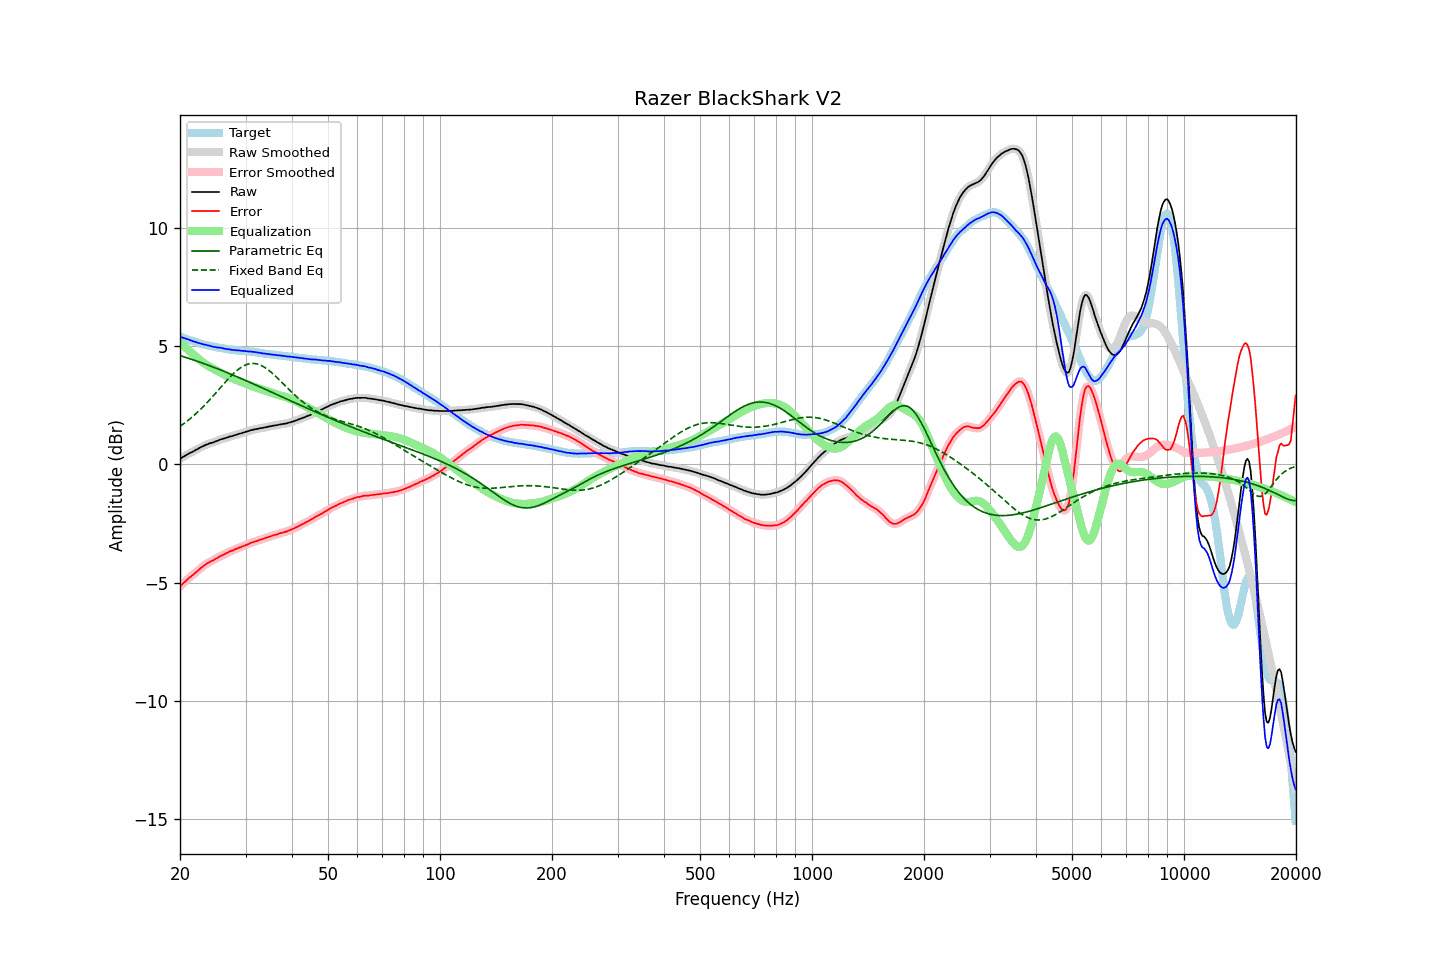 Razer BlackShark V2
Target
Raw Smoothed
Error Smoothed
Raw
Error
Equalization
Parametric Eq
Fixed Band Eq
Equalized
Amplitude (dBr)
10
5
0
−5
−10
−15
20 50 100 200 500 1000 2000 5000 10000 20000
Frequency (Hz)